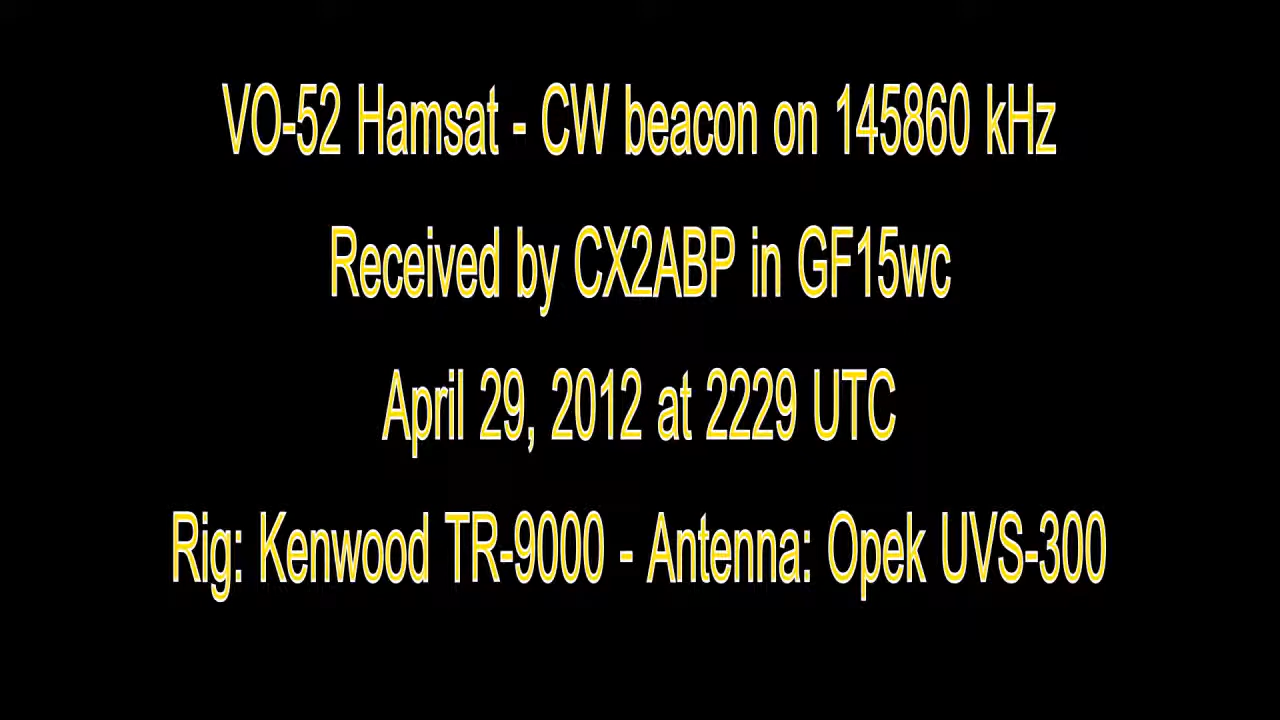 VO-52 Hamsat - CW beacon on 145860 kHz
Received by CX2ABP in GF15wc
April 29, 2012 at 2229 UTC
Rig: Kenwood TR-9000 - Antenna: Opek UVS-300